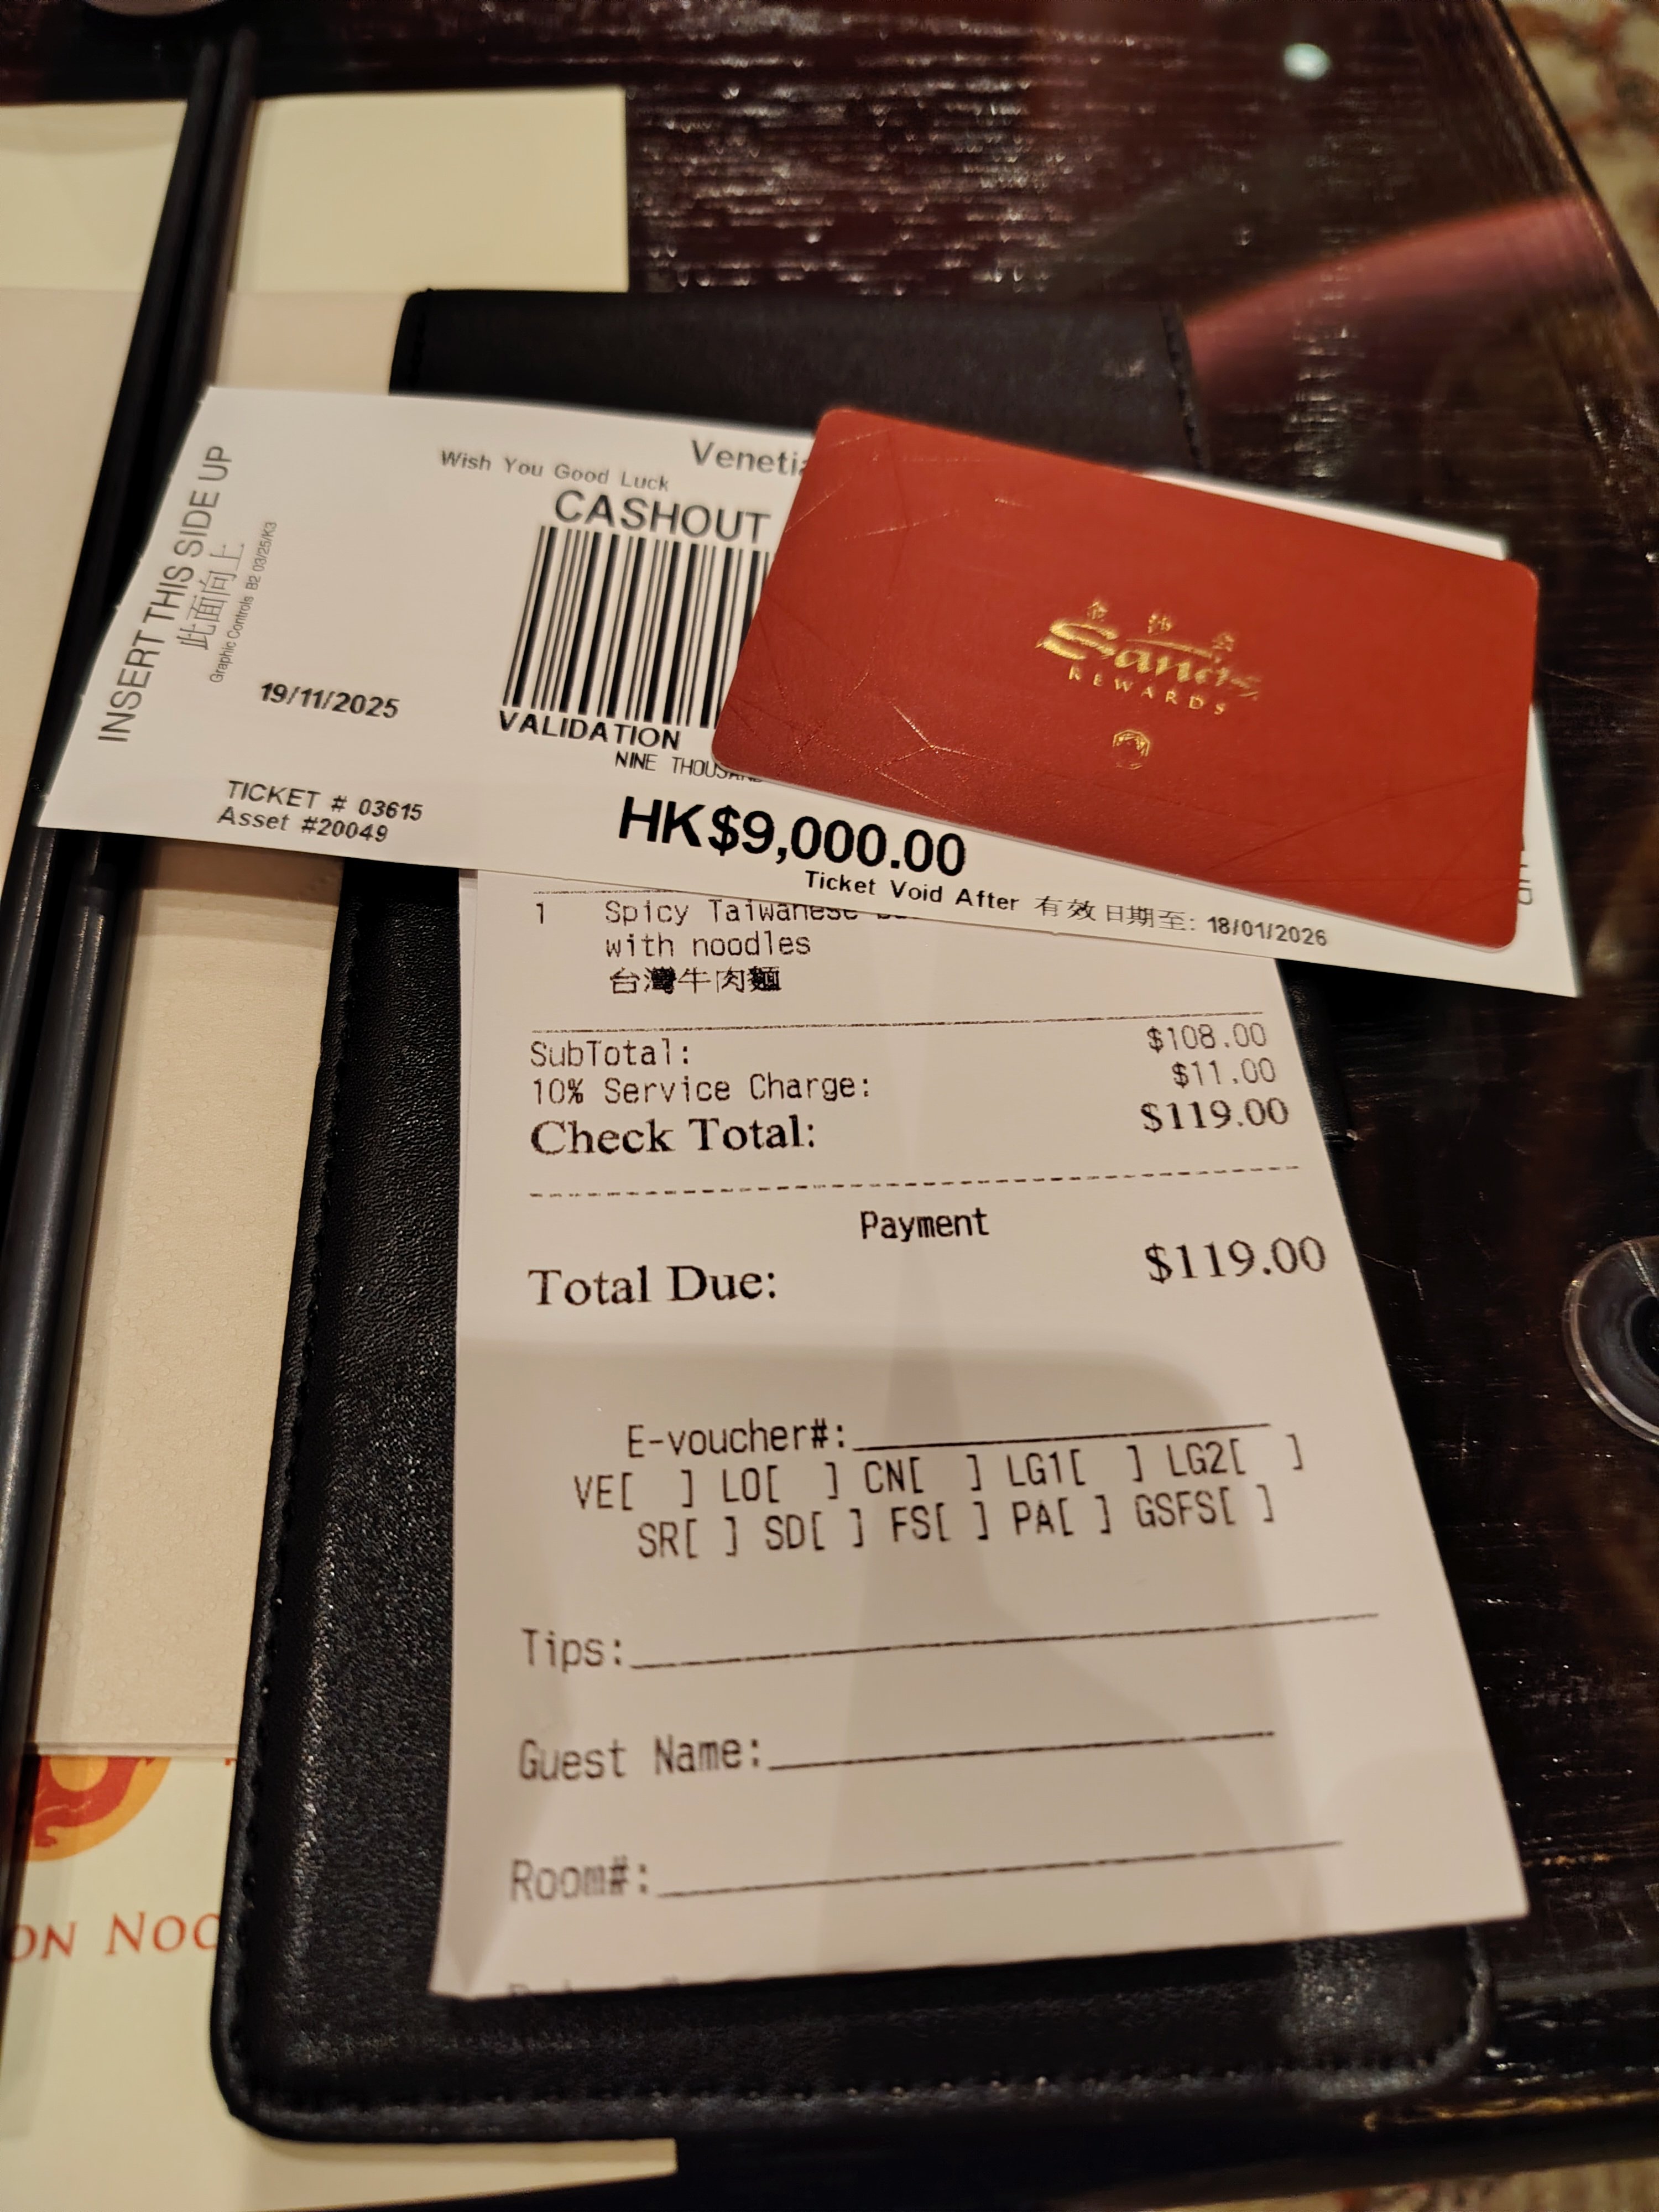 INSERT THIS SIDE UP
此面向上
Graphic Controls B2 03/25/K3
Wish You Good Luck
CASHOUT
19/11/2025
VALIDATION
NINE
TICKET # 03615
Asset #20049
HK$9,000.00
Ticket Void After 有效日期至: 18/01/2026
金沙會
Sands
REWARDS
1 Spicy Taiwanese
with noodles
台灣牛肉麵
SubTotal: $108.00
10% Service Charge: $11.00
Check Total: $119.00
Payment
Total Due: $119.00
E-voucher#:
VE[ ] LO[ ] CN[ ] LG1[ ] LG2[ ]
SR[ ] SD[ ] FS[ ] PA[ ] GSFS[ ]
Tips:
Guest Name:
Room#: